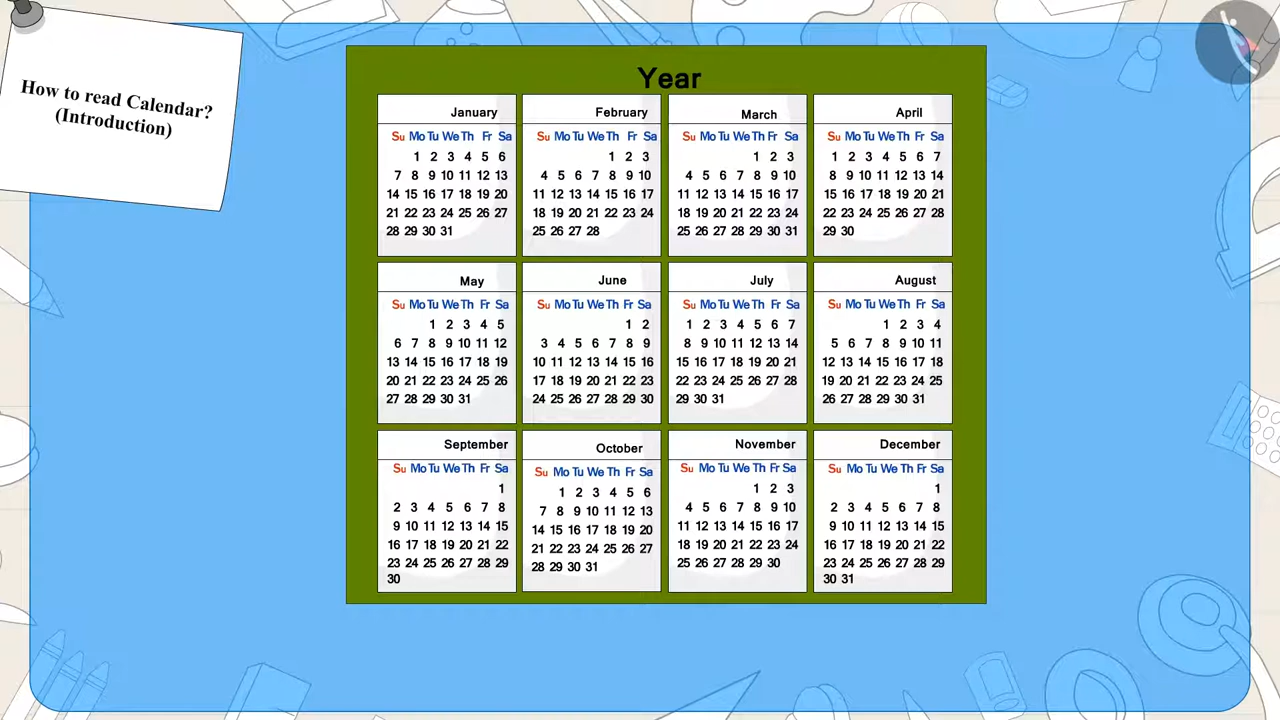 How to read Calendar?
(Introduction)
Year
January
Su Mo Tu We Th Fr Sa
1 2 3 4 5 6
7 8 9 10 11 12 13
14 15 16 17 18 19 20
21 22 23 24 25 26 27
28 29 30 31
February
Su Mo Tu We Th Fr Sa
1 2 3
4 5 6 7 8 9 10
11 12 13 14 15 16 17
18 19 20 21 22 23 24
25 26 27 28
March
Su Mo Tu We Th Fr Sa
1 2 3
4 5 6 7 8 9 10
11 12 13 14 15 16 17
18 19 20 21 22 23 24
25 26 27 28 29 30 31
April
Su Mo Tu We Th Fr Sa
1 2 3 4 5 6 7
8 9 10 11 12 13 14
15 16 17 18 19 20 21
22 23 24 25 26 27 28
29 30
May
Su Mo Tu We Th Fr Sa
1 2 3 4 5
6 7 8 9 10 11 12
13 14 15 16 17 18 19
20 21 22 23 24 25 26
27 28 29 30 31
June
Su Mo Tu We Th Fr Sa
1 2
3 4 5 6 7 8 9
10 11 12 13 14 15 16
17 18 19 20 21 22 23
24 25 26 27 28 29 30
July
Su Mo Tu We Th Fr Sa
1 2 3 4 5 6 7
8 9 10 11 12 13 14
15 16 17 18 19 20 21
22 23 24 25 26 27 28
29 30 31
August
Su Mo Tu We Th Fr Sa
1 2 3 4
5 6 7 8 9 10 11
12 13 14 15 16 17 18
19 20 21 22 23 24 25
26 27 28 29 30 31
September
Su Mo Tu We Th Fr Sa
1
2 3 4 5 6 7 8
9 10 11 12 13 14 15
16 17 18 19 20 21 22
23 24 25 26 27 28 29
30
October
Su Mo Tu We Th Fr Sa
1 2 3 4 5 6
7 8 9 10 11 12 13
14 15 16 17 18 19 20
21 22 23 24 25 26 27
28 29 30 31
November
Su Mo Tu We Th Fr Sa
1 2 3
4 5 6 7 8 9 10
11 12 13 14 15 16 17
18 19 20 21 22 23 24
25 26 27 28 29 30
December
Su Mo Tu We Th Fr Sa
1
2 3 4 5 6 7 8
9 10 11 12 13 14 15
16 17 18 19 20 21 22
23 24 25 26 27 28 29
30 31